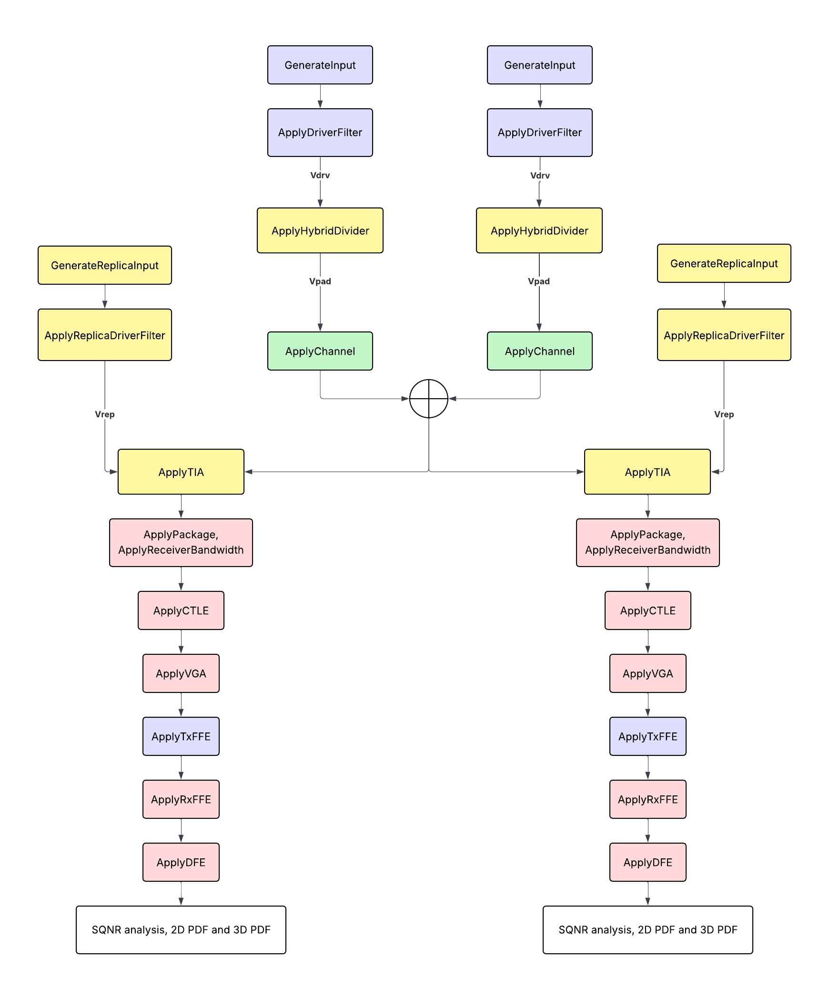 GenerateInput
GenerateInput
ApplyDriverFilter
ApplyDriverFilter
Vdrv
Vdrv
ApplyHybridDivider
ApplyHybridDivider
GenerateReplicaInput
GenerateReplicaInput
Vpad
Vpad
ApplyReplicaDriverFilter
ApplyReplicaDriverFilter
ApplyChannel
ApplyChannel
Vrep
Vrep
ApplyTIA
ApplyTIA
ApplyPackage,
ApplyReceiverBandwidth
ApplyPackage,
ApplyReceiverBandwidth
ApplyCTLE
ApplyCTLE
ApplyVGA
ApplyVGA
ApplyTxFFE
ApplyTxFFE
ApplyRxFFE
ApplyRxFFE
ApplyDFE
ApplyDFE
SQNR analysis, 2D PDF and 3D PDF
SQNR analysis, 2D PDF and 3D PDF